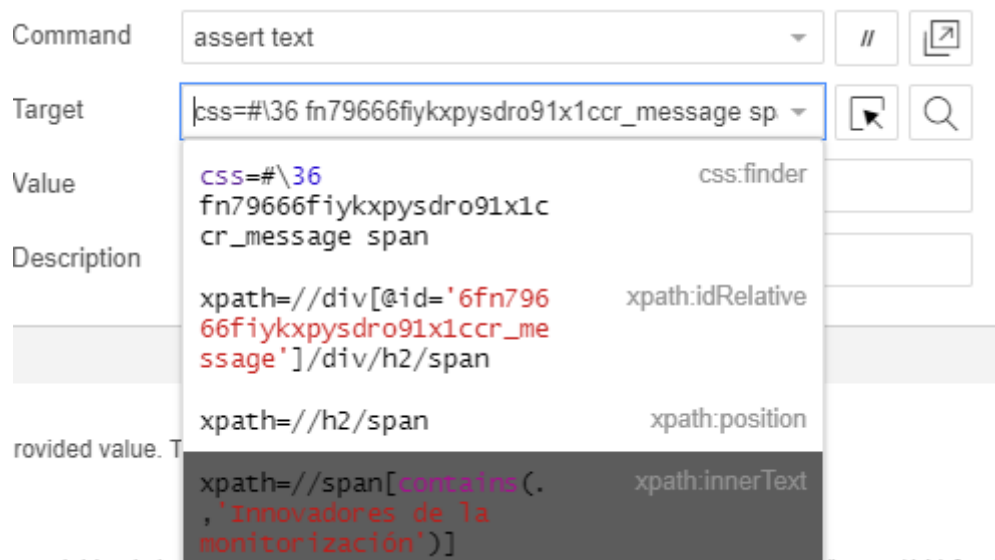 Command
assert text
//
Target
css=#\36 fn79666fiykxpysdro91x1ccr_message sp
Value
css=#\36
fn79666fiykxpysdro91x1c
cr_message span
css:finder
Description
xpath=//div[@id='6fn796
66fiykxpysdro91x1ccr_me
ssage']/div/h2/span
xpath:idRelative
xpath=//h2/span
xpath:position
rovided value. T
xpath=//span[contains(.
,'Innovadores de la
monitorización')]
xpath:innerText